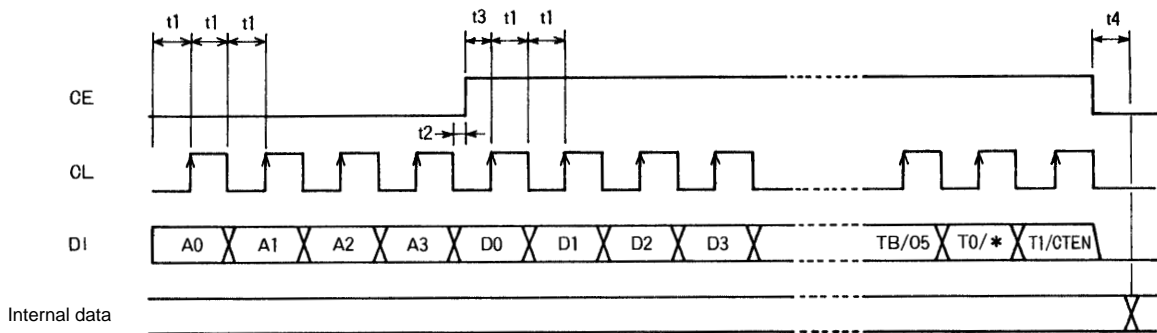 t1 t1 t1 t3 t1 t1 t4
CE
t2
CL
DI A0 A1 A2 A3 D0 D1 D2 D3 TB/O5 T0/* T1/CTEN
Internal data